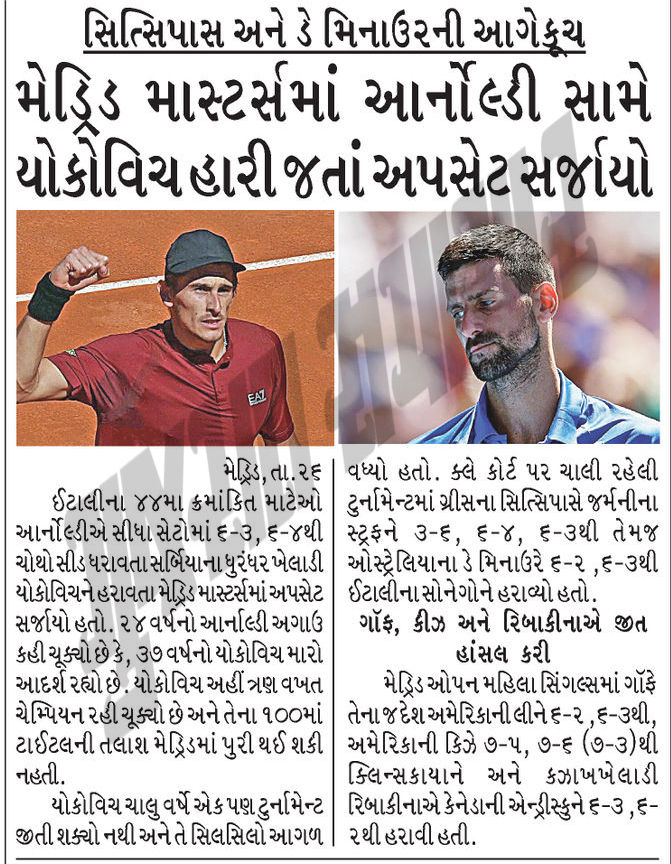 સિત્સિપાસ અને ડે મિનાઉરની આગેકૂચ
મેડ્રિડ માસ્ટર્સમાં આર્નોલ્ડી સામે
યોકોવિચ હારી જતાં અપસેટ સર્જાયો
EA7
મેડ્રિડ, તા. ૨૬
ઈટાલીના ૪૪મા ક્રમાંકિત માટેઓ
આર્નોલ્ડીએ સીધા સેટોમાં ૬-૩, ૬-૪થી
ચોથો સીડ ધરાવતા સર્બિયાના ધુરંધર ખેલાડી
યોકોવિચને હરાવતા મેડ્રિડ માસ્ટર્સમાં અપસેટ
સર્જાયો હતો. ૨૪ વર્ષનો આર્નાલ્ડી અગાઉ
કહી ચૂક્યો છે કે, ૩૭ વર્ષનો યોકોવિચ મારો
આદર્શ રહ્યો છે. યોકોવિચ અહીં ત્રણ વખત
ચેમ્પિયન રહી ચૂક્યો છે અને તેના ૧૦૦માં
ટાઈટલની તલાશ મેડ્રિડમાં પુરી થઈ શકી
નહતી.
યોકોવિચ ચાલુ વર્ષે એક પણ ટુર્નામેન્ટ
જીતી શક્યો નથી અને તે સિલસિલો આગળ
વધ્યો હતો. ક્લે કોર્ટ પર ચાલી રહેલી
ટુર્નામેન્ટમાં ગ્રીસના સિત્સિપાસે જર્મનીના
સ્ટ્રફને ૩-૬, ૬-૪, ૬-૩થી તેમજ
ઓસ્ટ્રેલિયાના ડે મિનાઉરે ૬-૨ ,૬-૩થી
ઈટાલીના સોનેગોને હરાવ્યો હતો.
ગૉફ, કીઝ અને રિબાકીનાએ જીત
હાંસલ કરી
મેડ્રિડ ઓપન મહિલા સિંગલ્સમાં ગૉફે
તેના જ દેશ અમેરિકાની લીને ૬-૨ ,૬-૩થી,
અમેરિકાની કિઝે ૭-૫, ૭-૬ (૭-૩)થી
ક્લિન્સકાયાને અને કઝાખખેલાડી
રિબાકીનાએ કેનેડાની એન્ડ્રીસ્કુને ૬-૩ ,૬-
૨થી હરાવી હતી.
ગુજરાત સમાચાર